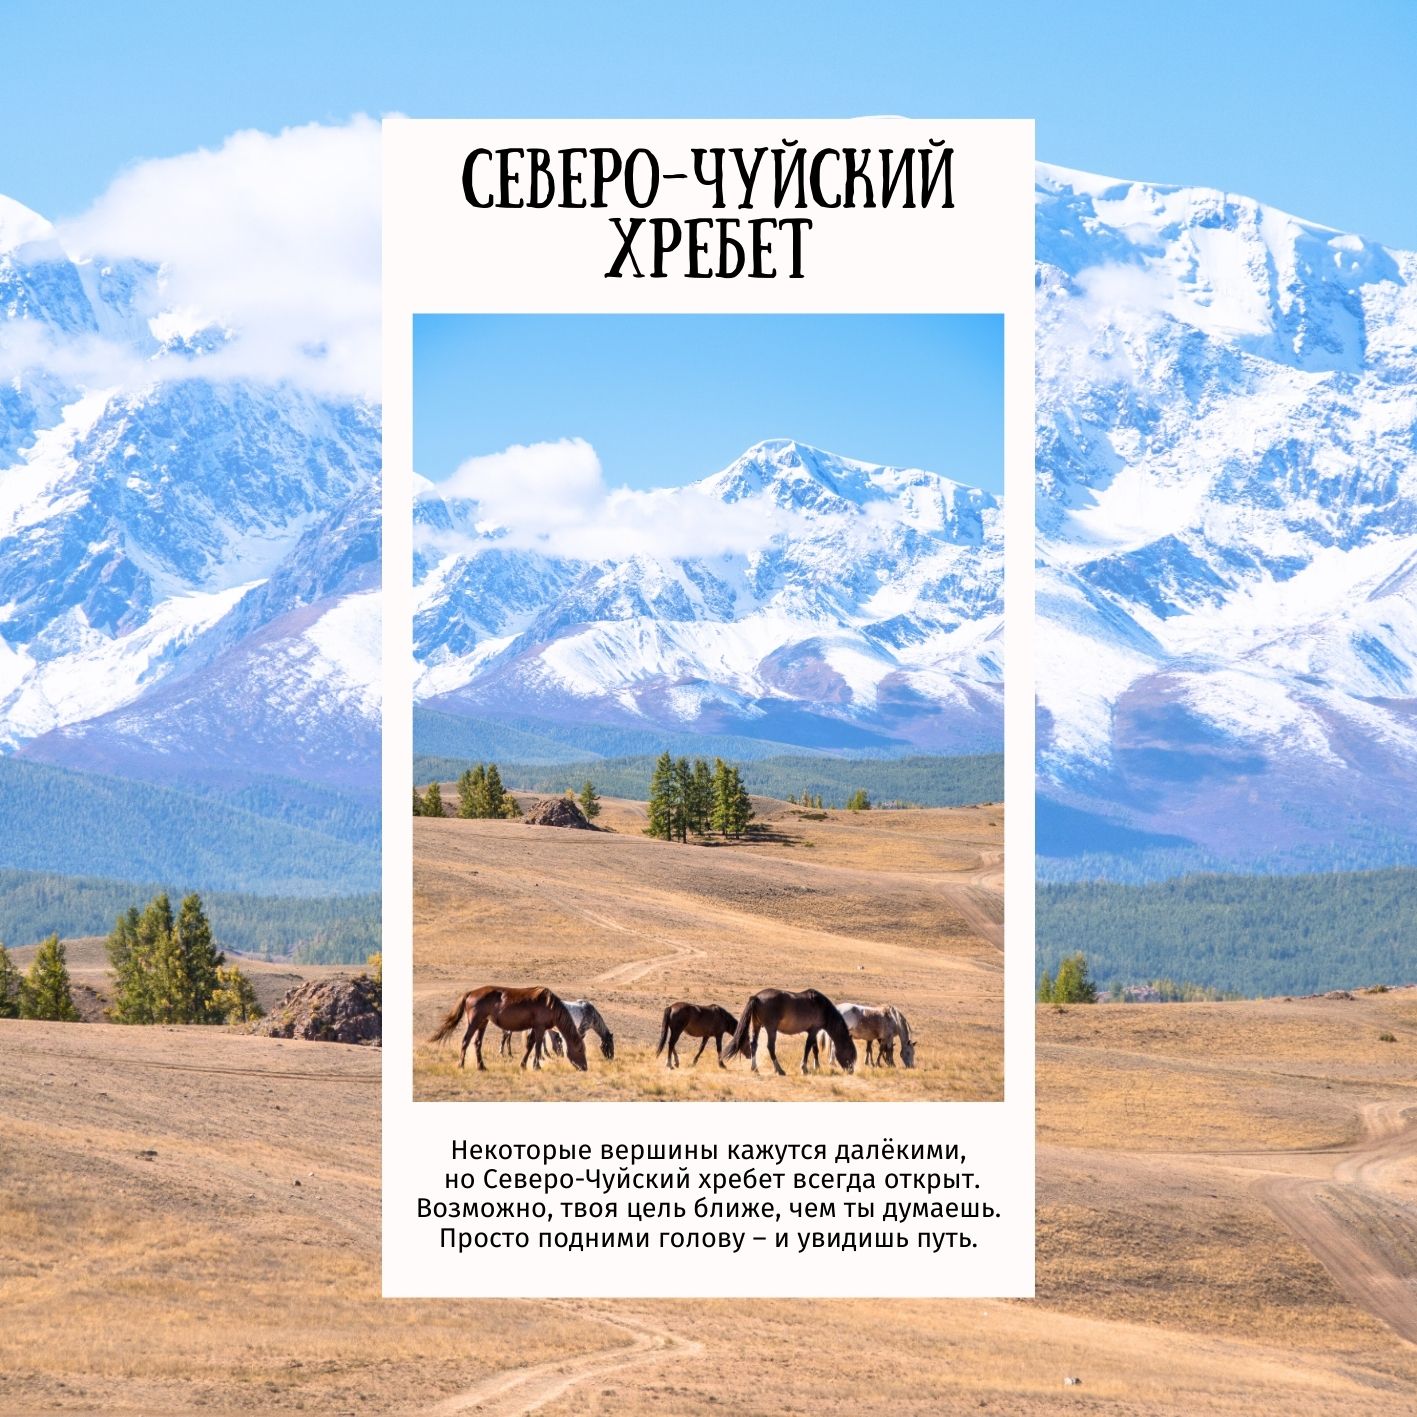 СЕВЕРО-ЧУЙСКИЙ
ХРЕБЕТ
Некоторые вершины кажутся далёкими,
но Северо-Чуйский хребет всегда открыт.
Возможно, твоя цель ближе, чем ты думаешь.
Просто подними голову – и увидишь путь.